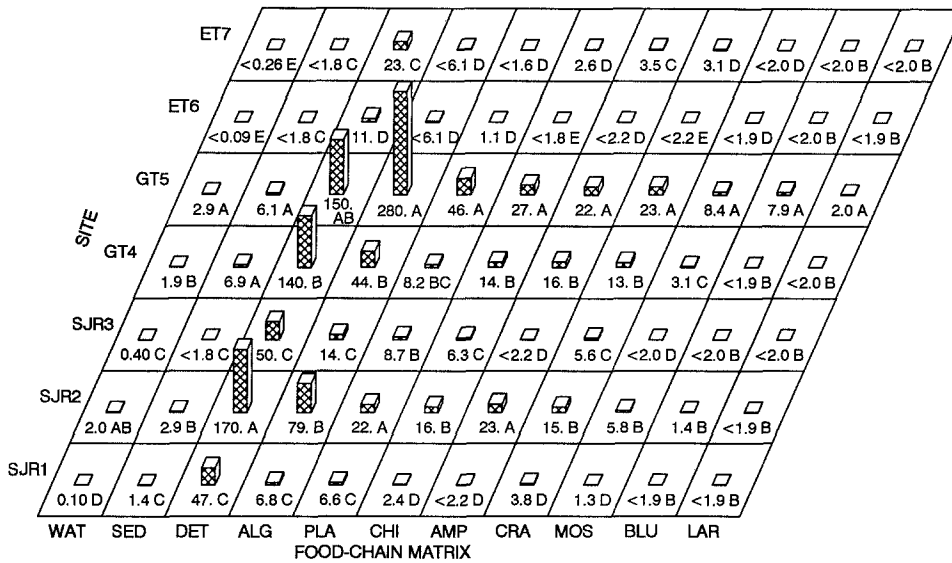 ET7
<0.26 E <1.8 C 23. C <6.1 D <1.6 D 2.6 D 3.5 C 3.1 D <2.0 D <2.0 B <2.0 B
ET6
<0.09 E <1.8 C 11. D <6.1 D 1.1 D <1.8 E <2.2 D <2.2 E <1.9 D <2.0 B <1.9 B
GT5
2.9 A 6.1 A 150. AB 280. A 46. A 27. A 22. A 23. A 8.4 A 7.9 A 2.0 A
SITE
GT4
1.9 B 6.9 A 140. B 44. B 8.2 BC 14. B 16. B 13. B 3.1 C <1.9 B <2.0 B
SJR3
0.40 C <1.8 C 50. C 14. C 8.7 B 6.3 C <2.2 D 5.6 C <2.0 D <2.0 B <2.0 B
SJR2
2.0 AB 2.9 B 170. A 79. B 22. A 16. B 23. A 15. B 5.8 B 1.4 B <1.9 B
SJR1
0.10 D 1.4 C 47. C 6.8 C 6.6 C 2.4 D <2.2 D 3.8 D 1.3 D <1.9 B <1.9 B
WAT SED DET ALG PLA CHI AMP CRA MOS BLU LAR
FOOD-CHAIN MATRIX